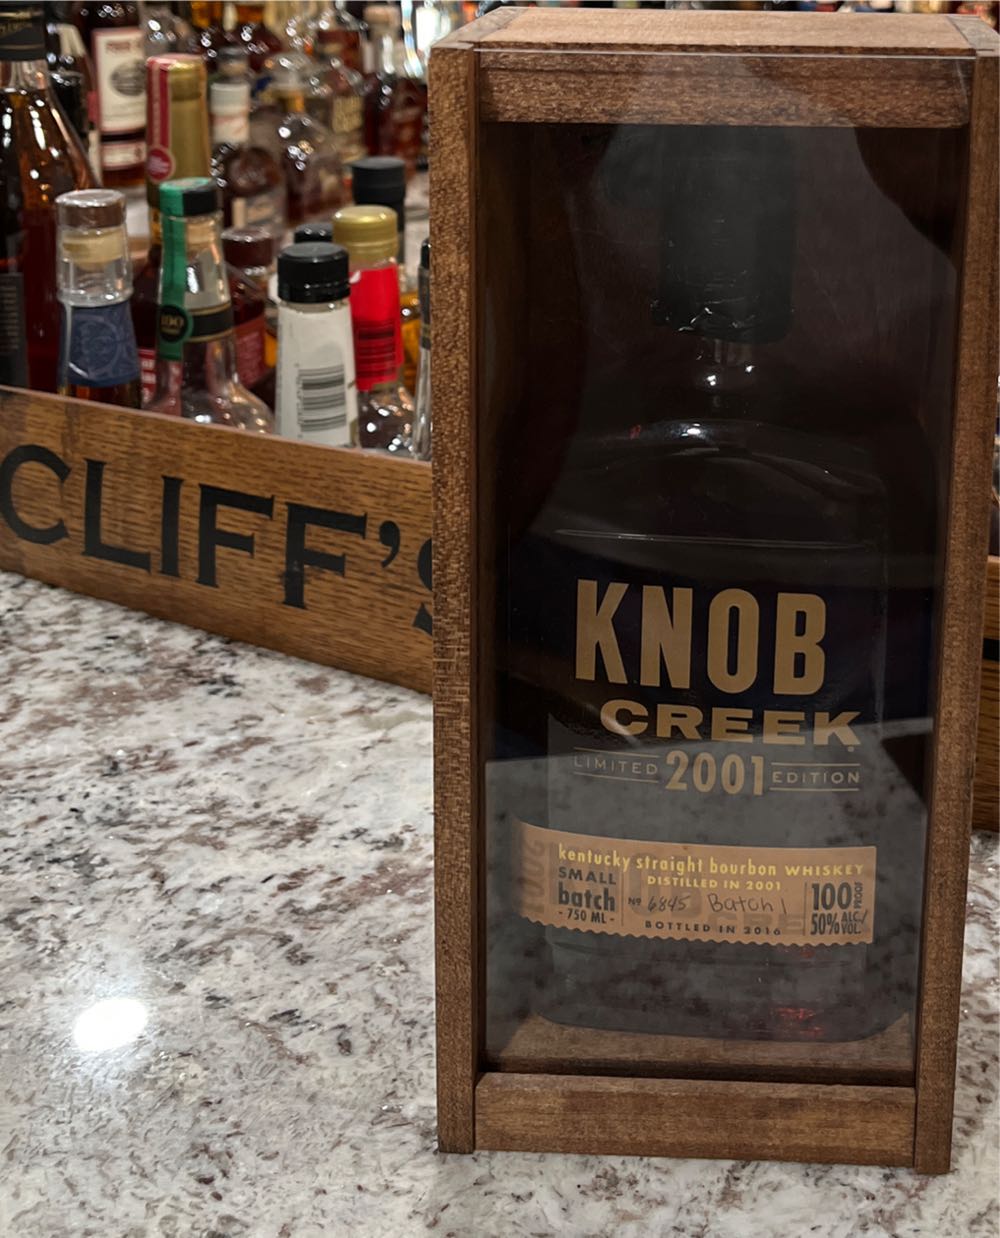 CLIFF'S
KNOB
CREEK
LIMITED 2001 EDITION
kentucky straight bourbon WHISKEY
DISTILLED IN 2001
SMALL
batch
- 750 ML -
Nº 6845 Batch 1
BOTTLED IN 2016
100 PROOF
50% ALC./VOL.
100